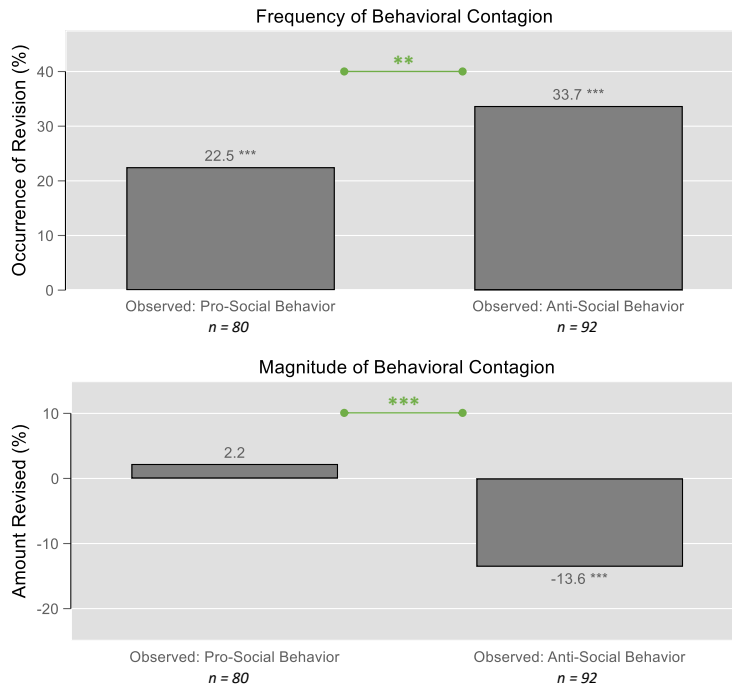 Frequency of Behavioral Contagion
Occurrence of Revision (%)
40
30
20
10
0
**
22.5 ***
33.7 ***
Observed: Pro-Social Behavior
Observed: Anti-Social Behavior
n = 80
n = 92
Magnitude of Behavioral Contagion
Amount Revised (%)
10
0
-10
-20
***
2.2
-13.6 ***
Observed: Pro-Social Behavior
Observed: Anti-Social Behavior
n = 80
n = 92